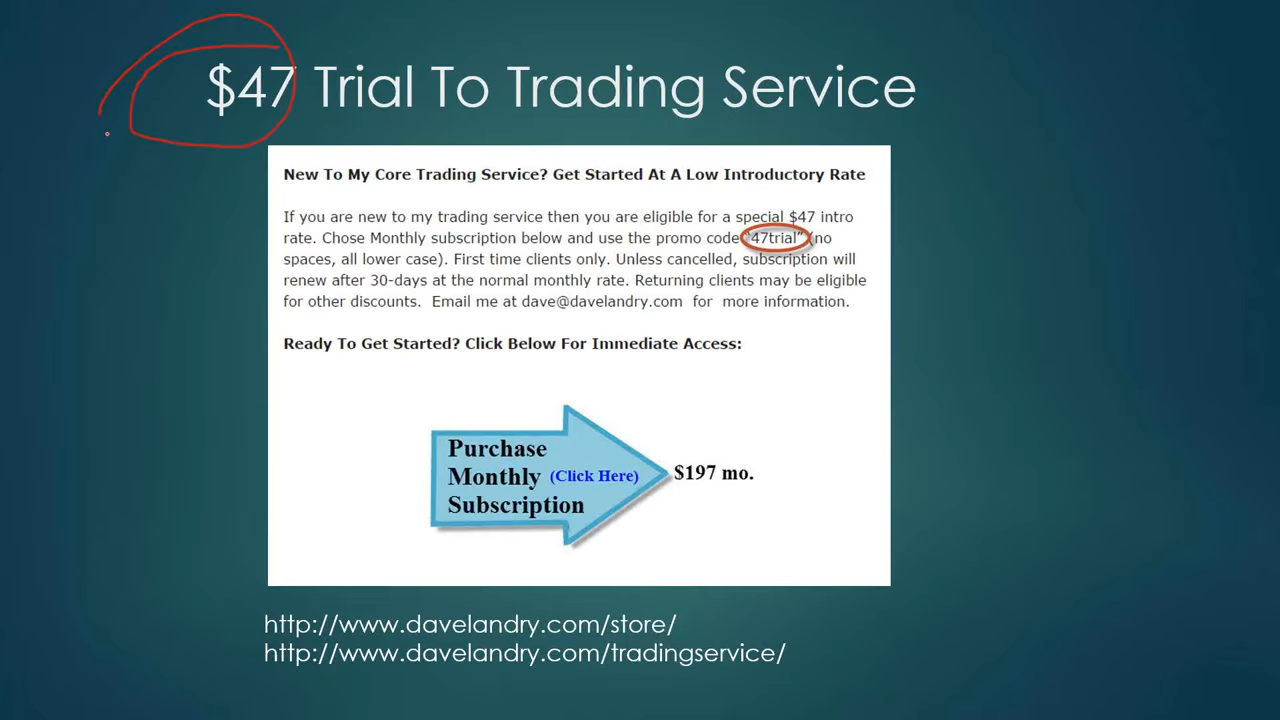 $47 Trial To Trading Service
New To My Core Trading Service? Get Started At A Low Introductory Rate
If you are new to my trading service then you are eligible for a special $47 intro
rate. Chose Monthly subscription below and use the promo code “47trial” (no
spaces, all lower case). First time clients only. Unless cancelled, subscription will
renew after 30-days at the normal monthly rate. Returning clients may be eligible
for other discounts. Email me at dave@davelandry.com for more information.
Ready To Get Started? Click Below For Immediate Access:
Purchase
Monthly (Click Here) $197 mo.
Subscription
http://www.davelandry.com/store/
http://www.davelandry.com/tradingservice/